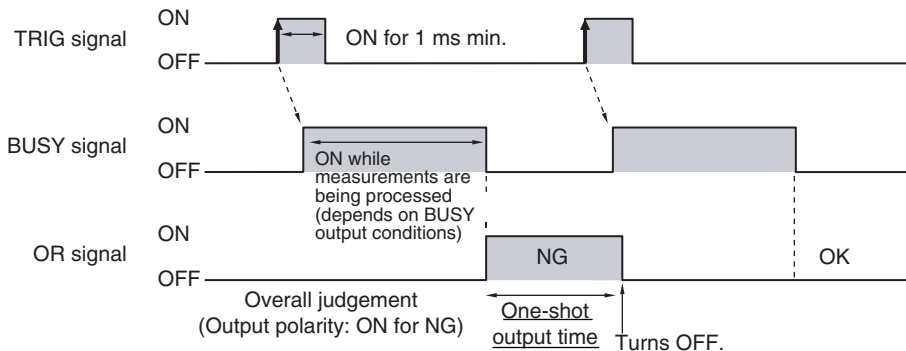 ON
TRIG signal
ON for 1 ms min.
OFF
ON
BUSY signal
OFF
ON while
measurements are
being processed
(depends on BUSY
output conditions)
ON
OR signal
NG
OK
OFF
Overall judgement
(Output polarity: ON for NG)
One-shot
output time
Turns OFF.